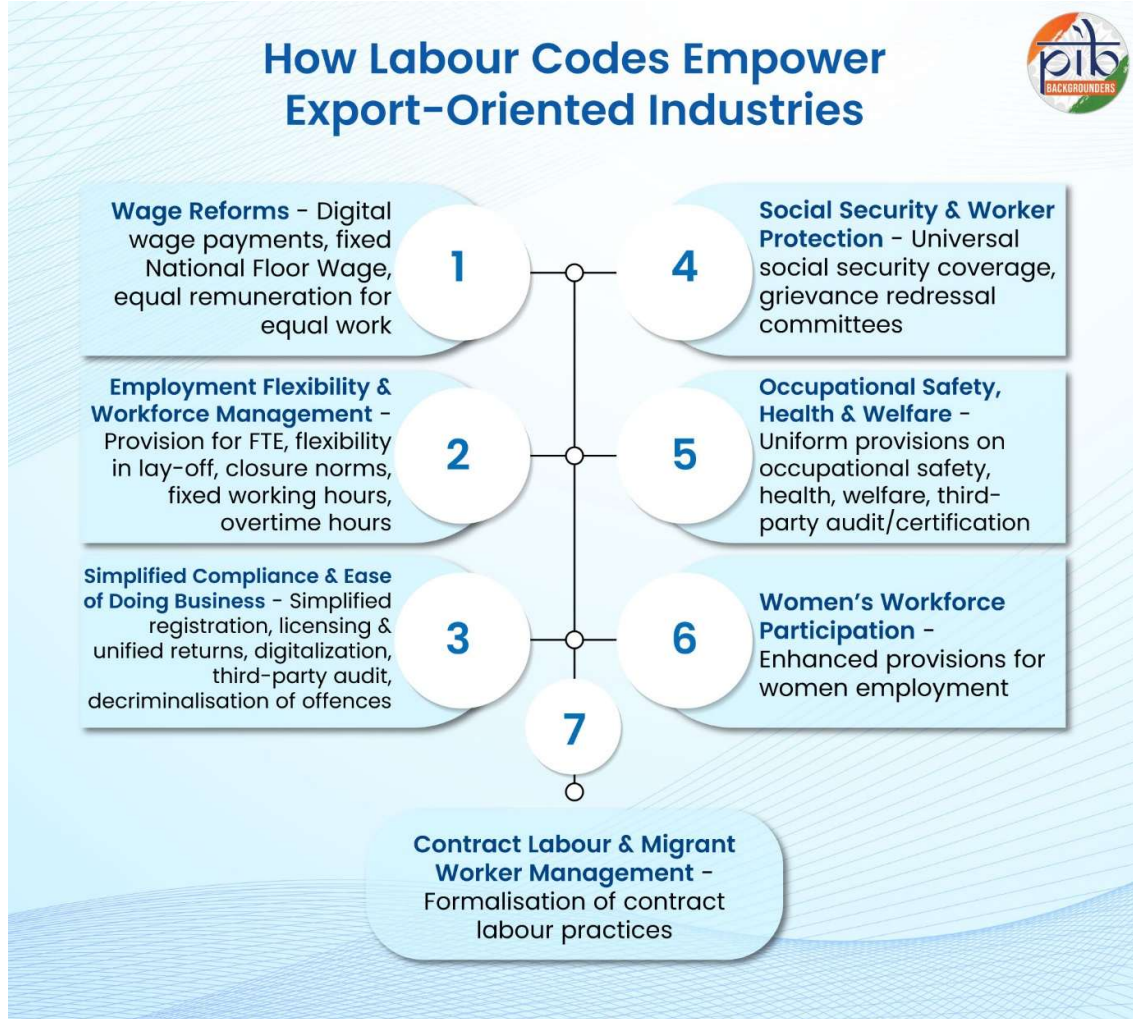 How Labour Codes Empower
Export-Oriented Industries
pib
BACKGROUNDERS
Wage Reforms - Digital
wage payments, fixed
National Floor Wage,
equal remuneration for
equal work
1
Employment Flexibility &
Workforce Management -
Provision for FTE, flexibility
in lay-off, closure norms,
fixed working hours,
overtime hours
2
Simplified Compliance & Ease
of Doing Business - Simplified
registration, licensing &
unified returns, digitalization,
third-party audit,
decriminalisation of offences
3
4
Social Security & Worker
Protection - Universal
social security coverage,
grievance redressal
committees
5
Occupational Safety,
Health & Welfare -
Uniform provisions on
occupational safety,
health, welfare, third-
party audit/certification
6
Women's Workforce
Participation -
Enhanced provisions for
women employment
7
Contract Labour & Migrant
Worker Management -
Formalisation of contract
labour practices